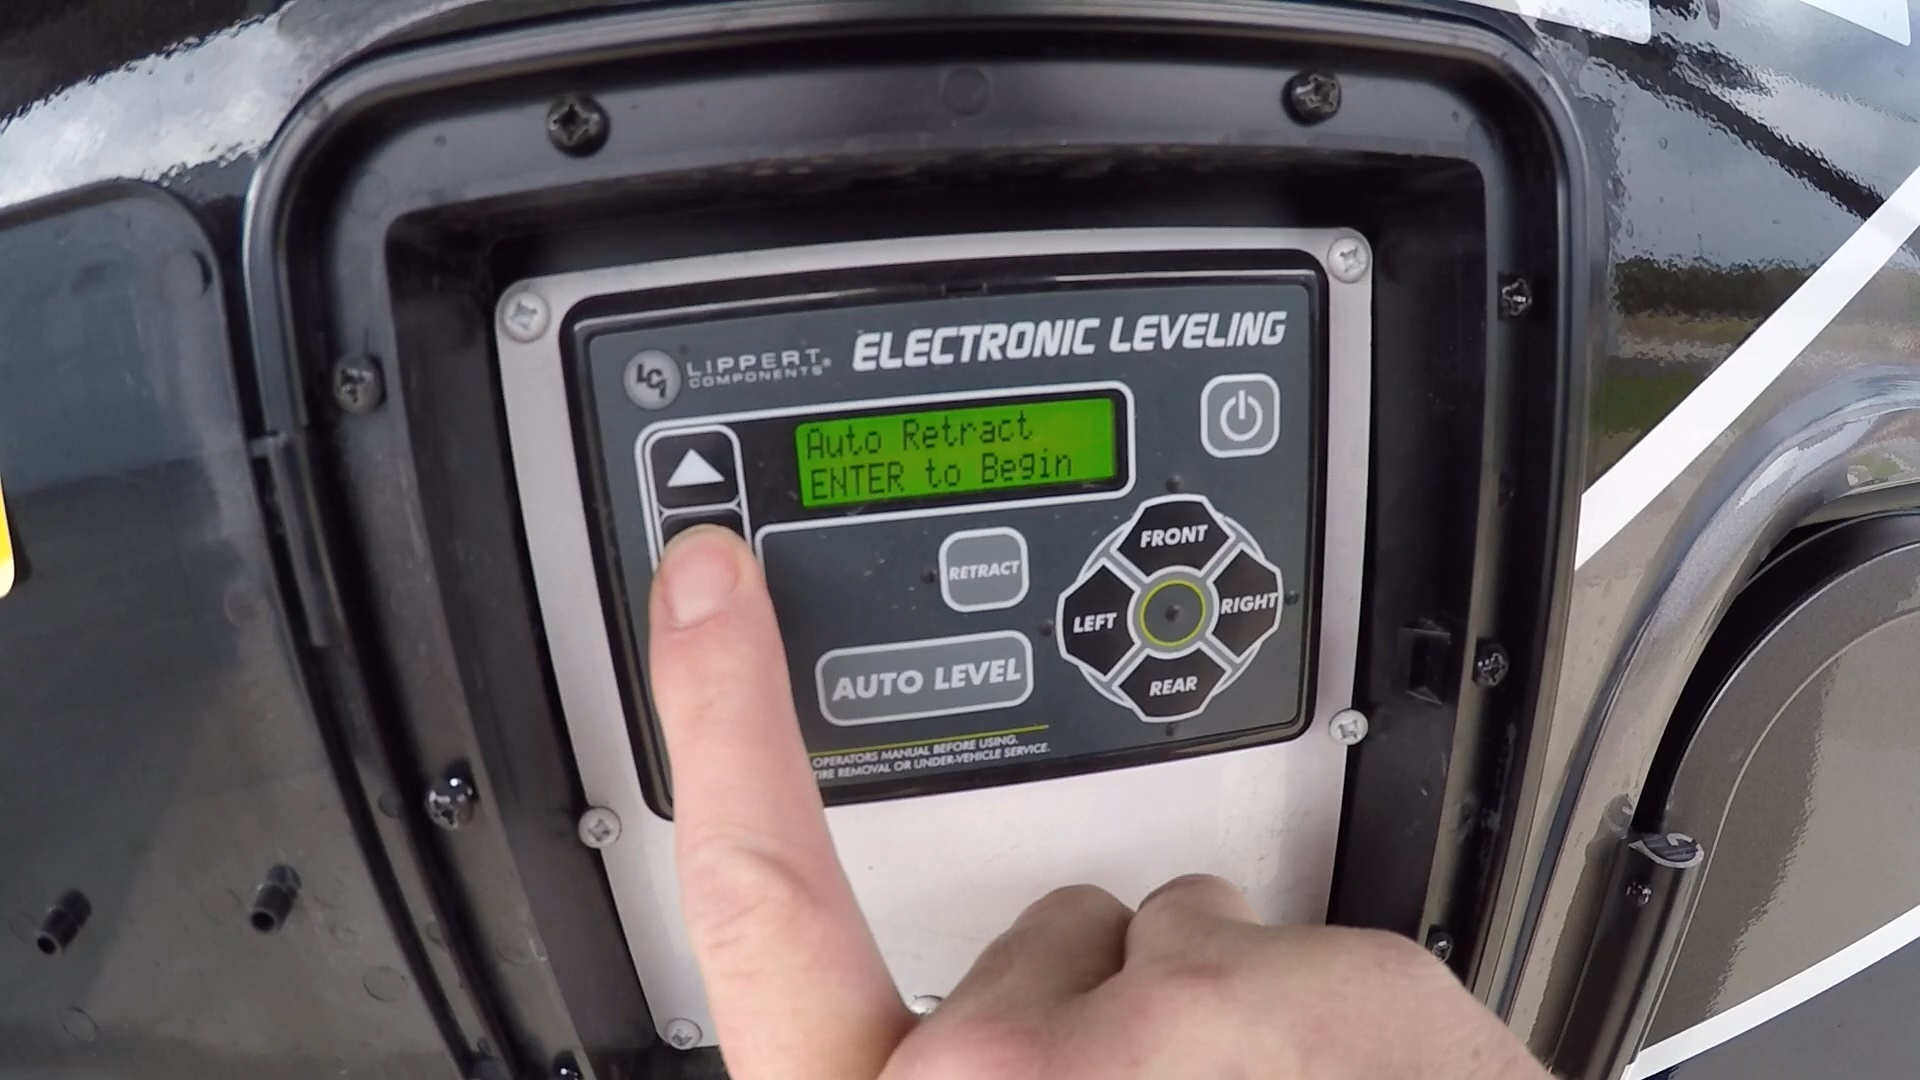 ELECTRONIC LEVELING
LCI
LIPPERT
COMPONENTS®
Auto Retract
ENTER to Begin
RETRACT
FRONT
LEFT
RIGHT
REAR
AUTO LEVEL
OPERATORS MANUAL BEFORE USING.
TIRE REMOVAL OR UNDER-VEHICLE SERVICE.